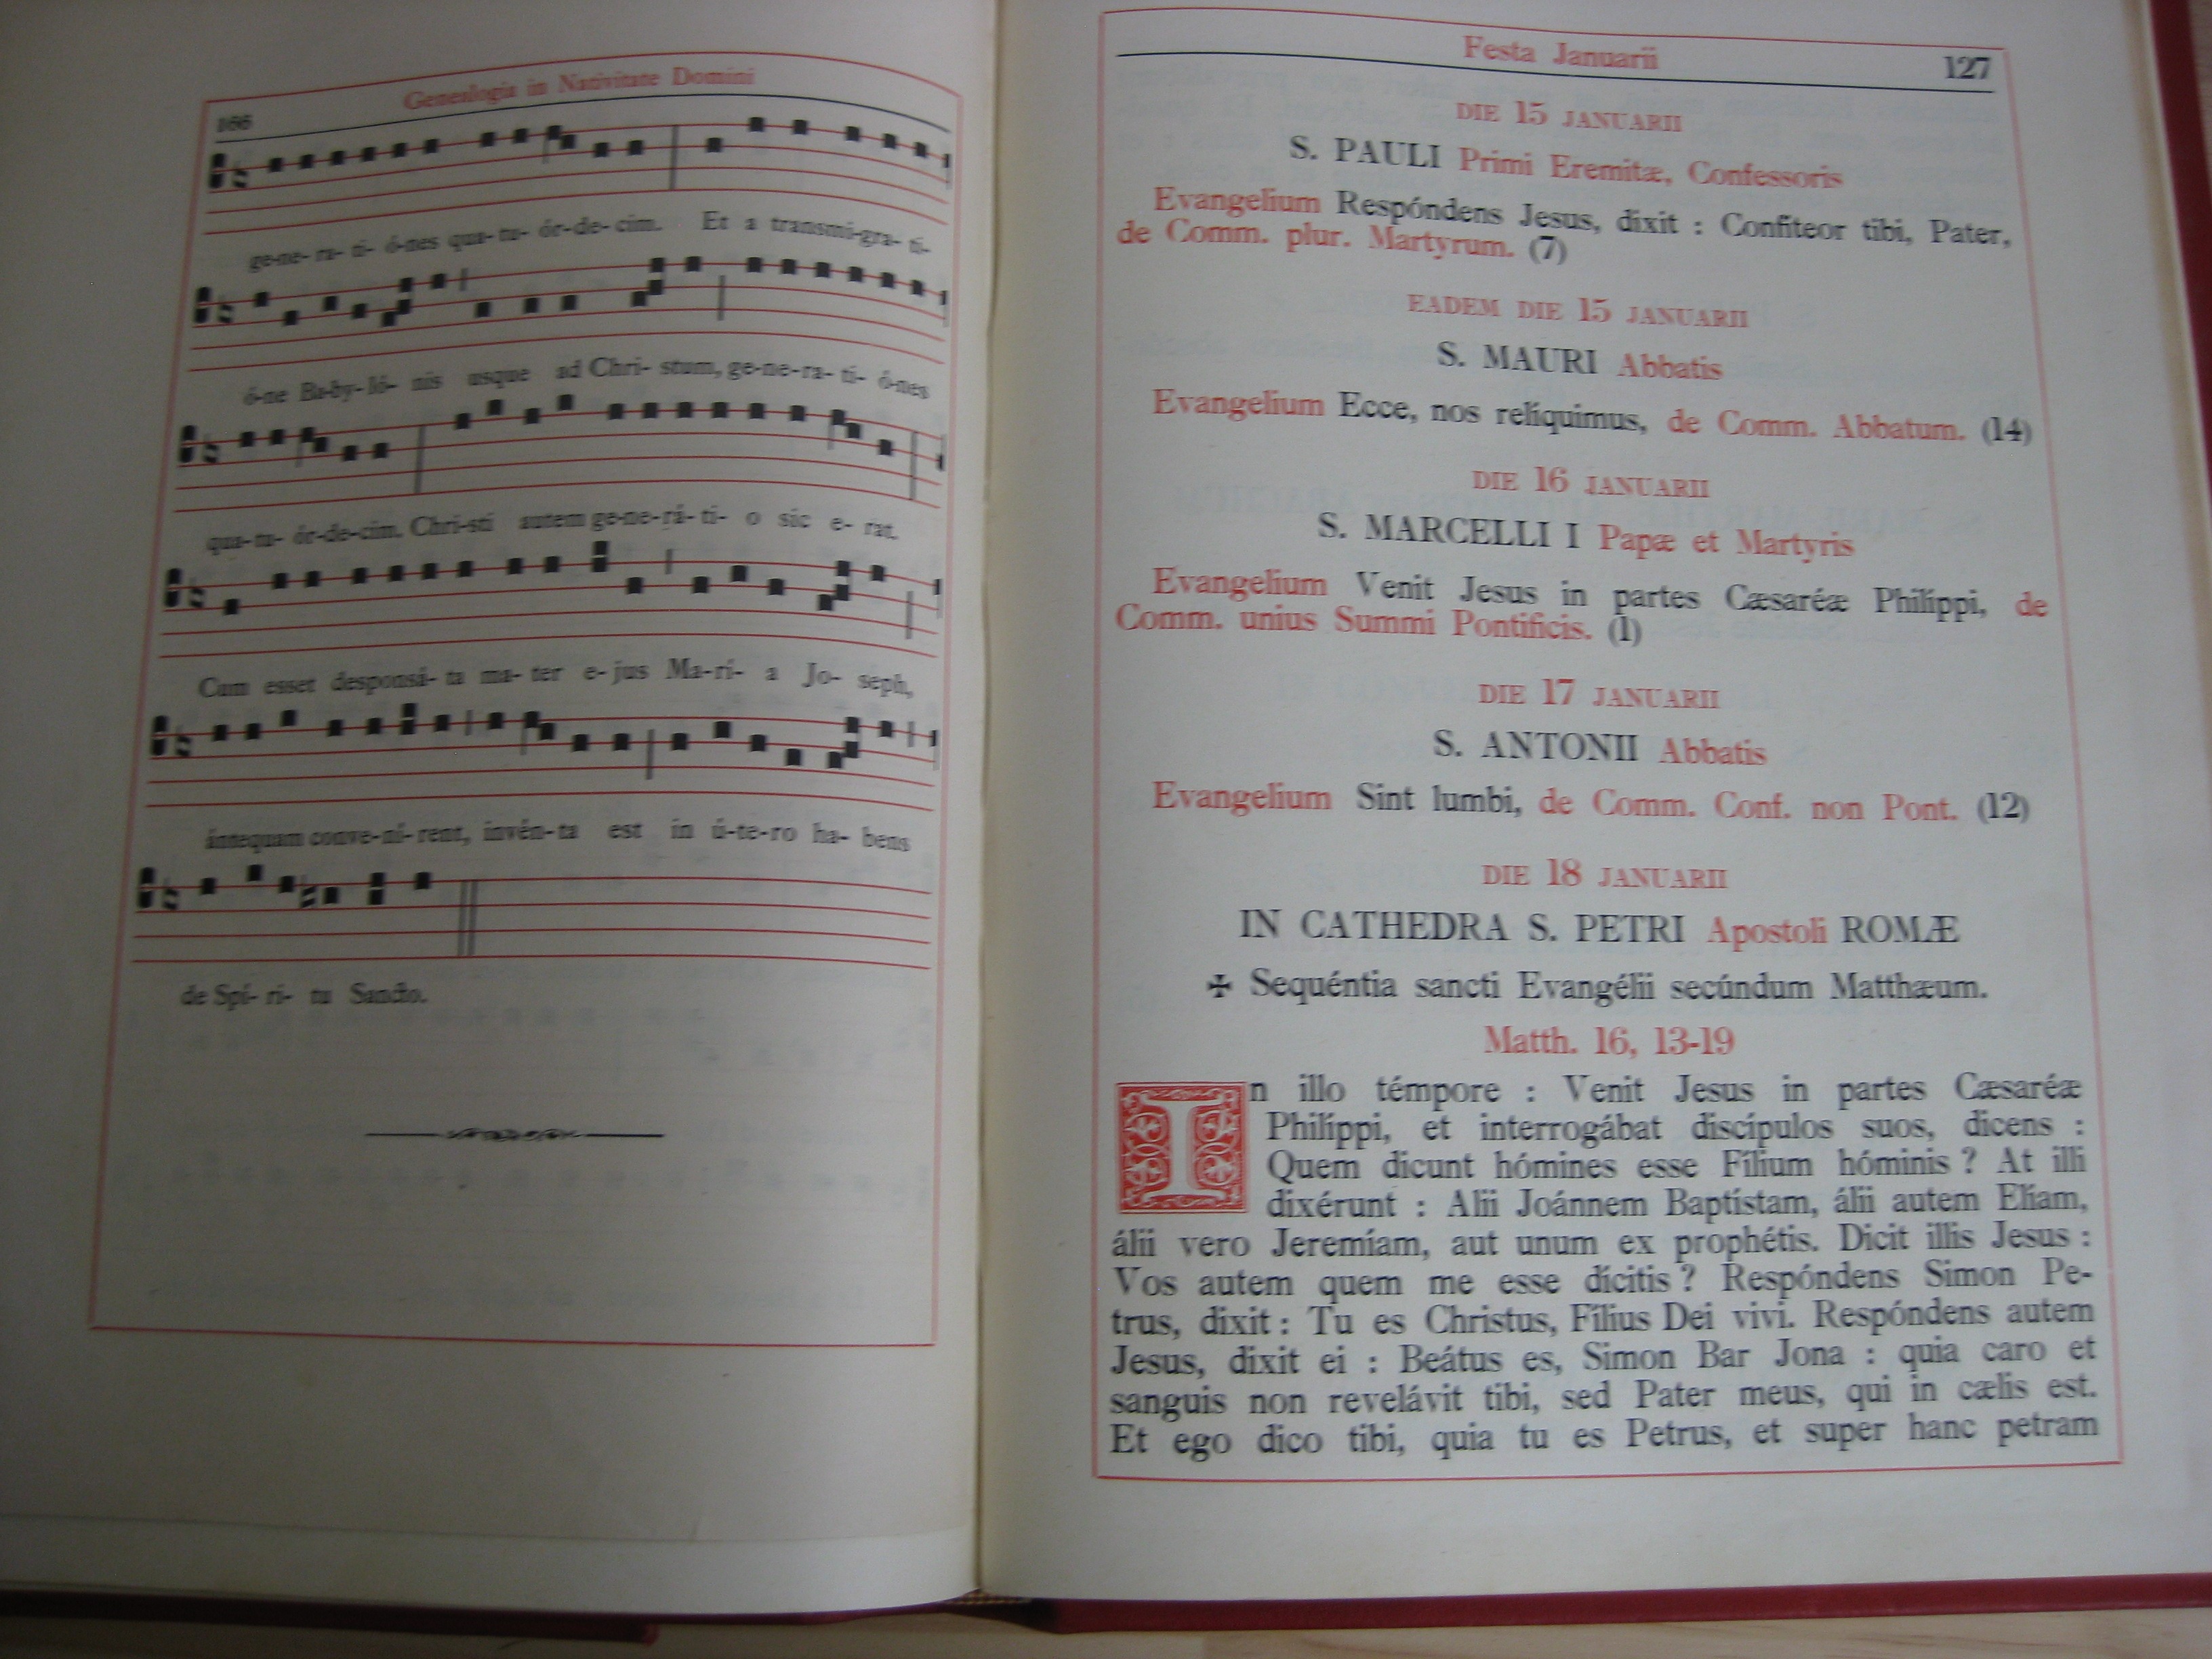 Genealogia in Nativitate Domini
166
ge-ne- ra- ti- ó-nes qua-tu- ór-de-cim. Et a transmi-gra- ti-
ó-ne Ba-by-ló- nis usque ad Chri- stum, ge-ne-ra- ti- ó-nes
qua-tu- ór-de-cim. Chri-sti autem ge-ne-rá-ti- o sic e- rat.
Cum esset desponsá- ta ma- ter e- jus Ma-rí- a Jo- seph,
ántequam conve-ní-rent, invén-ta est in ú-te-ro ha- bens
de Spí- ri- tu Sancto.
Festa Januarii 127
DIE 15 JANUARII
S. PAULI Primi Eremitæ, Confessoris
Evangelium Respóndens Jesus, dixit : Confíteor tibi, Pater,
de Comm. plur. Martyrum. (7)
EADEM DIE 15 JANUARII
S. MAURI Abbatis
Evangelium Ecce, nos relíquimus, de Comm. Abbatum. (14)
DIE 16 JANUARII
S. MARCELLI I Papæ et Martyris
Evangelium Venit Jesus in partes Cæsaréæ Philíppi, de
Comm. unius Summi Pontificis. (1)
DIE 17 JANUARII
S. ANTONII Abbatis
Evangelium Sint lumbi, de Comm. Conf. non Pont. (12)
DIE 18 JANUARII
IN CATHEDRA S. PETRI Apostoli ROMÆ
✠ Sequéntia sancti Evangélii secúndum Matthæum.
Matth. 16, 13-19
In illo témpore : Venit Jesus in partes Cæsaréæ
Philíppi, et interrogábat discípulos suos, dicens :
Quem dicunt hómines esse Fílium hóminis ? At illi
dixérunt : Alii Joánnem Baptístam, álii autem Elíam,
álii vero Jeremíam, aut unum ex prophétis. Dicit illis Jesus :
Vos autem quem me esse dícitis ? Respóndens Simon Pe-
trus, dixit : Tu es Christus, Fílius Dei vivi. Respóndens autem
Jesus, dixit ei : Beátus es, Simon Bar Jona : quia caro et
sanguis non revelávit tibi, sed Pater meus, qui in cælis est.
Et ego dico tibi, quia tu es Petrus, et super hanc petram